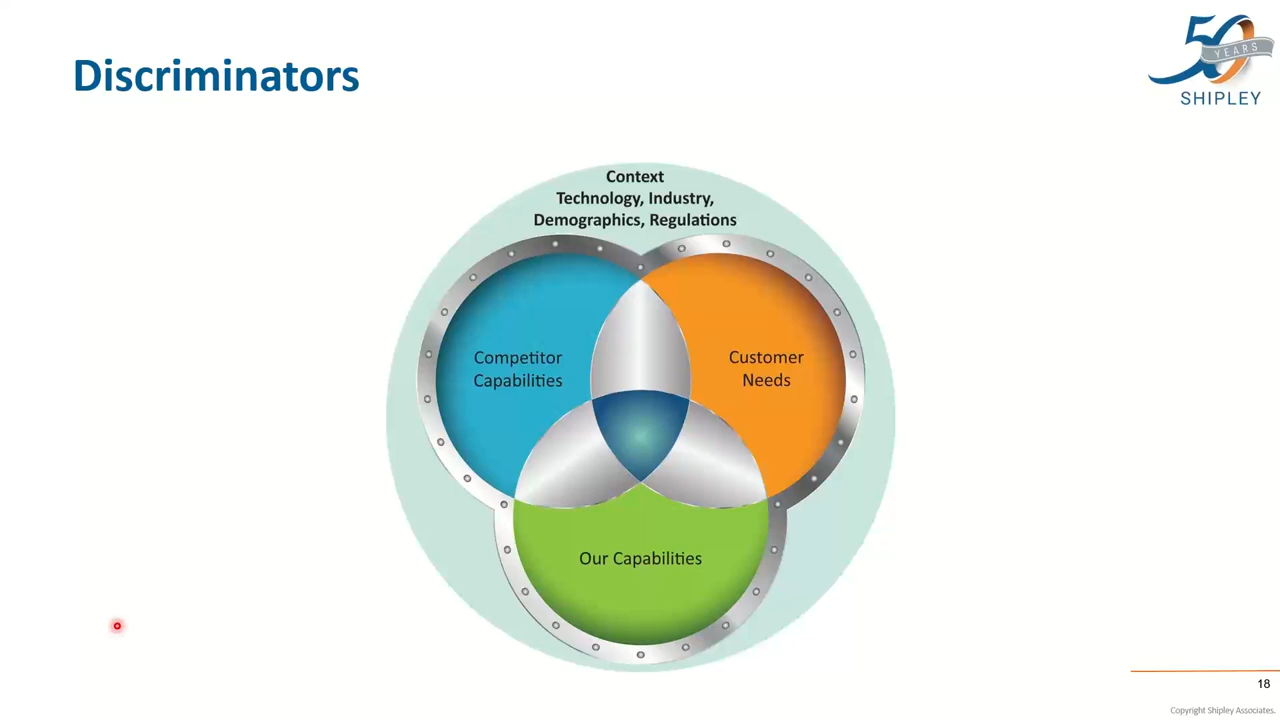 Discriminators
50
YEARS
SHIPLEY
Context
Technology, Industry,
Demographics, Regulations
Competitor
Capabilities
Customer
Needs
Our Capabilities
18
Copyright Shipley Associates.